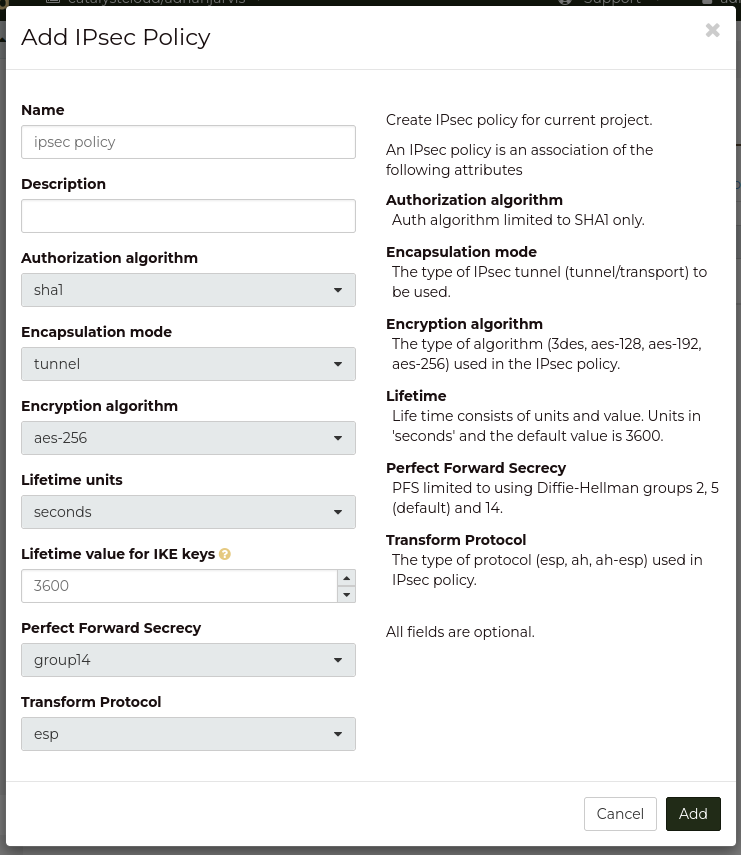 Add IPsec Policy
Name
ipsec policy
Description
Authorization algorithm
sha1
Encapsulation mode
tunnel
Encryption algorithm
aes-256
Lifetime units
seconds
Lifetime value for IKE keys
3600
Perfect Forward Secrecy
group14
Transform Protocol
esp
Create IPsec policy for current project.
An IPsec policy is an association of the
following attributes
Authorization algorithm
Auth algorithm limited to SHA1 only.
Encapsulation mode
The type of IPsec tunnel (tunnel/transport) to
be used.
Encryption algorithm
The type of algorithm (3des, aes-128, aes-192,
aes-256) used in the IPsec policy.
Lifetime
Life time consists of units and value. Units in
'seconds' and the default value is 3600.
Perfect Forward Secrecy
PFS limited to using Diffie-Hellman groups 2, 5
(default) and 14.
Transform Protocol
The type of protocol (esp, ah, ah-esp) used in
IPsec policy.
All fields are optional.
Cancel
Add